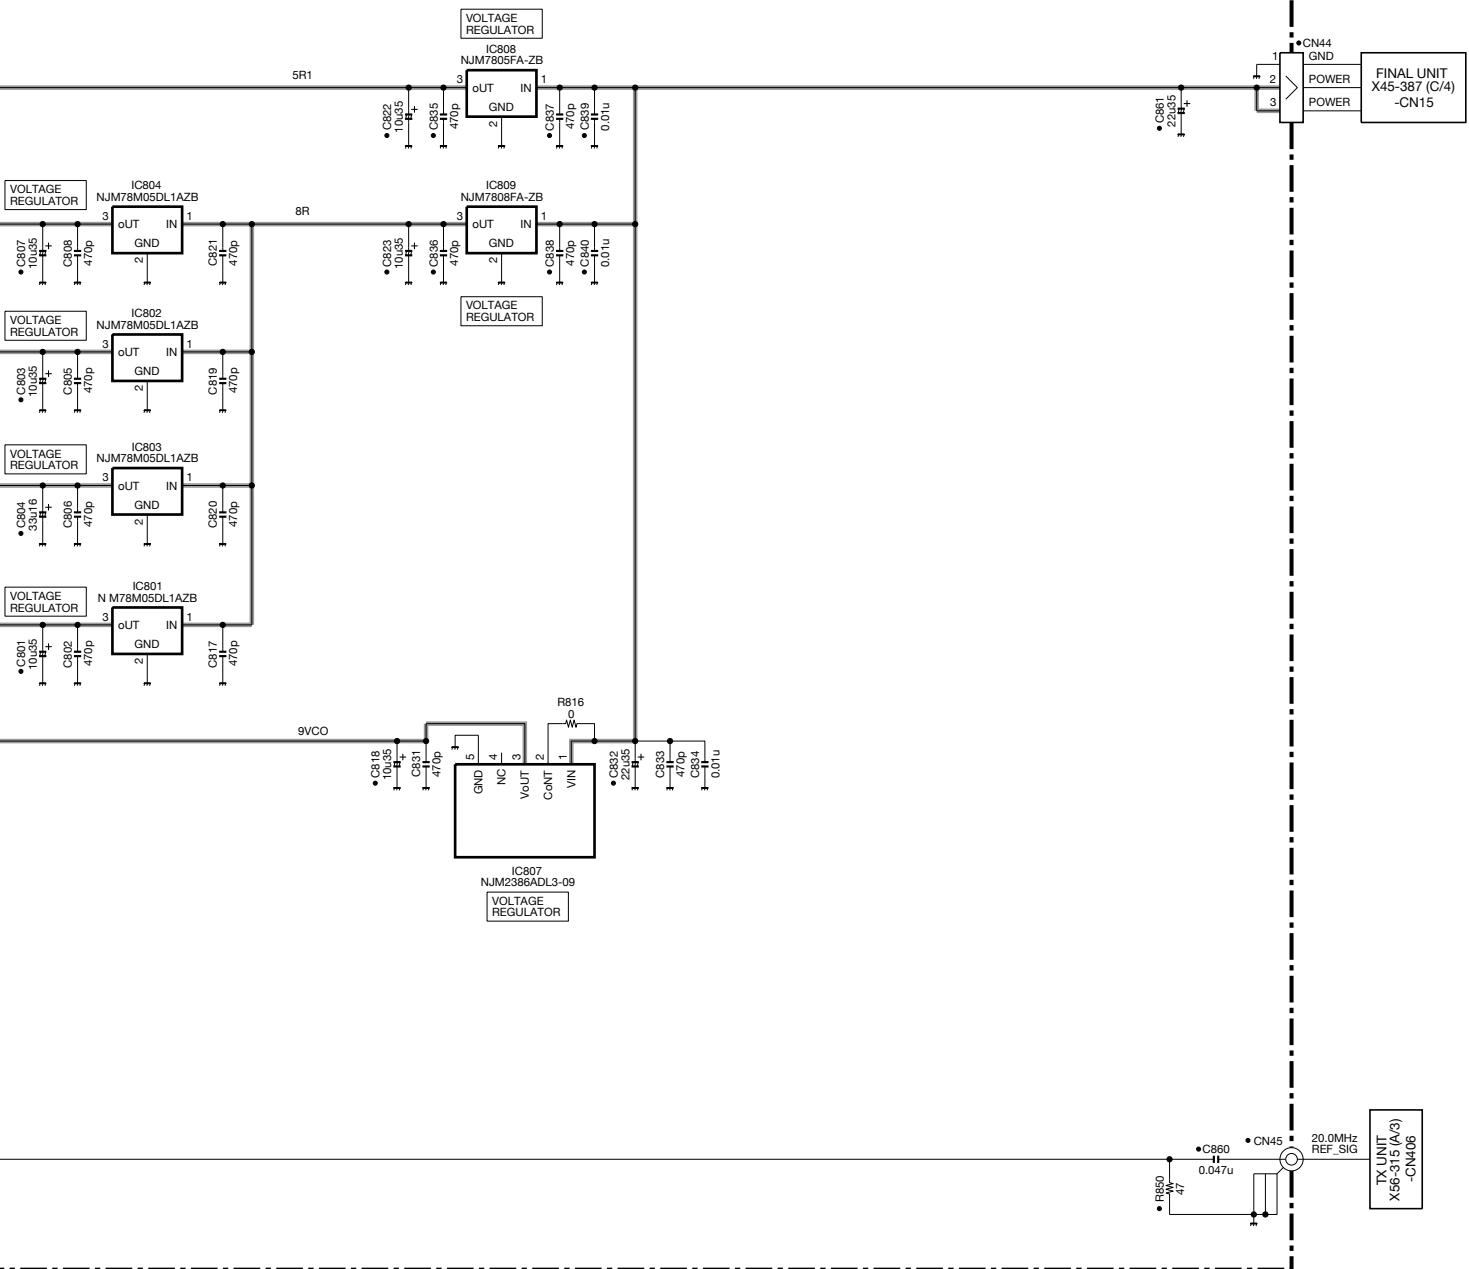 VOLTAGE
REGULATOR
IC808
NJM7805FA-ZB
5R1
3
oUT
IN
1
GND
2
C822
10u35
+
C835
470p
C837
470p
C839
0.01u
C861
22u35
+
CN44
1
GND
2
POWER
3
POWER
FINAL UNIT
X45-387 (C/4)
-CN15
VOLTAGE
REGULATOR
IC804
NJM78M05DL1AZB
3
oUT
IN
1
GND
2
C807
10u35
+
C808
470p
C821
470p
8R
IC809
NJM7808FA-ZB
3
oUT
IN
1
GND
2
C823
10u35
+
C836
470p
C838
470p
C840
0.01u
VOLTAGE
REGULATOR
VOLTAGE
REGULATOR
IC802
NJM78M05DL1AZB
3
oUT
IN
1
GND
2
C803
10u35
+
C805
470p
C819
470p
VOLTAGE
REGULATOR
IC803
NJM78M05DL1AZB
3
oUT
IN
1
GND
2
C804
33u16
+
C806
470p
C820
470p
VOLTAGE
REGULATOR
IC801
N M78M05DL1AZB
3
oUT
IN
1
GND
2
C801
10u35
+
C802
470p
C817
470p
9VCO
R816
0
C818
10u35
+
C831
470p
5
4
3
2
1
GND
NC
VoUT
CoNT
VIN
C832
22u35
+
C833
470p
C834
0.01u
IC807
NJM2386ADL3-09
VOLTAGE
REGULATOR
C860
0.047u
R850
47
CN45
20.0MHz
REF_SIG
TX UNIT
X56-315 (A/3)
-CN406